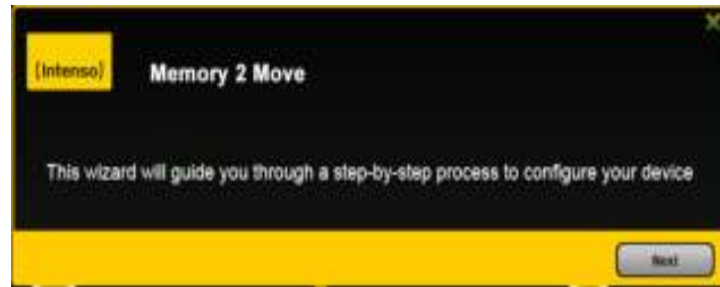 (Intenso)
Memory 2 Move
This wizard will guide you through a step-by-step process to configure your device
Next